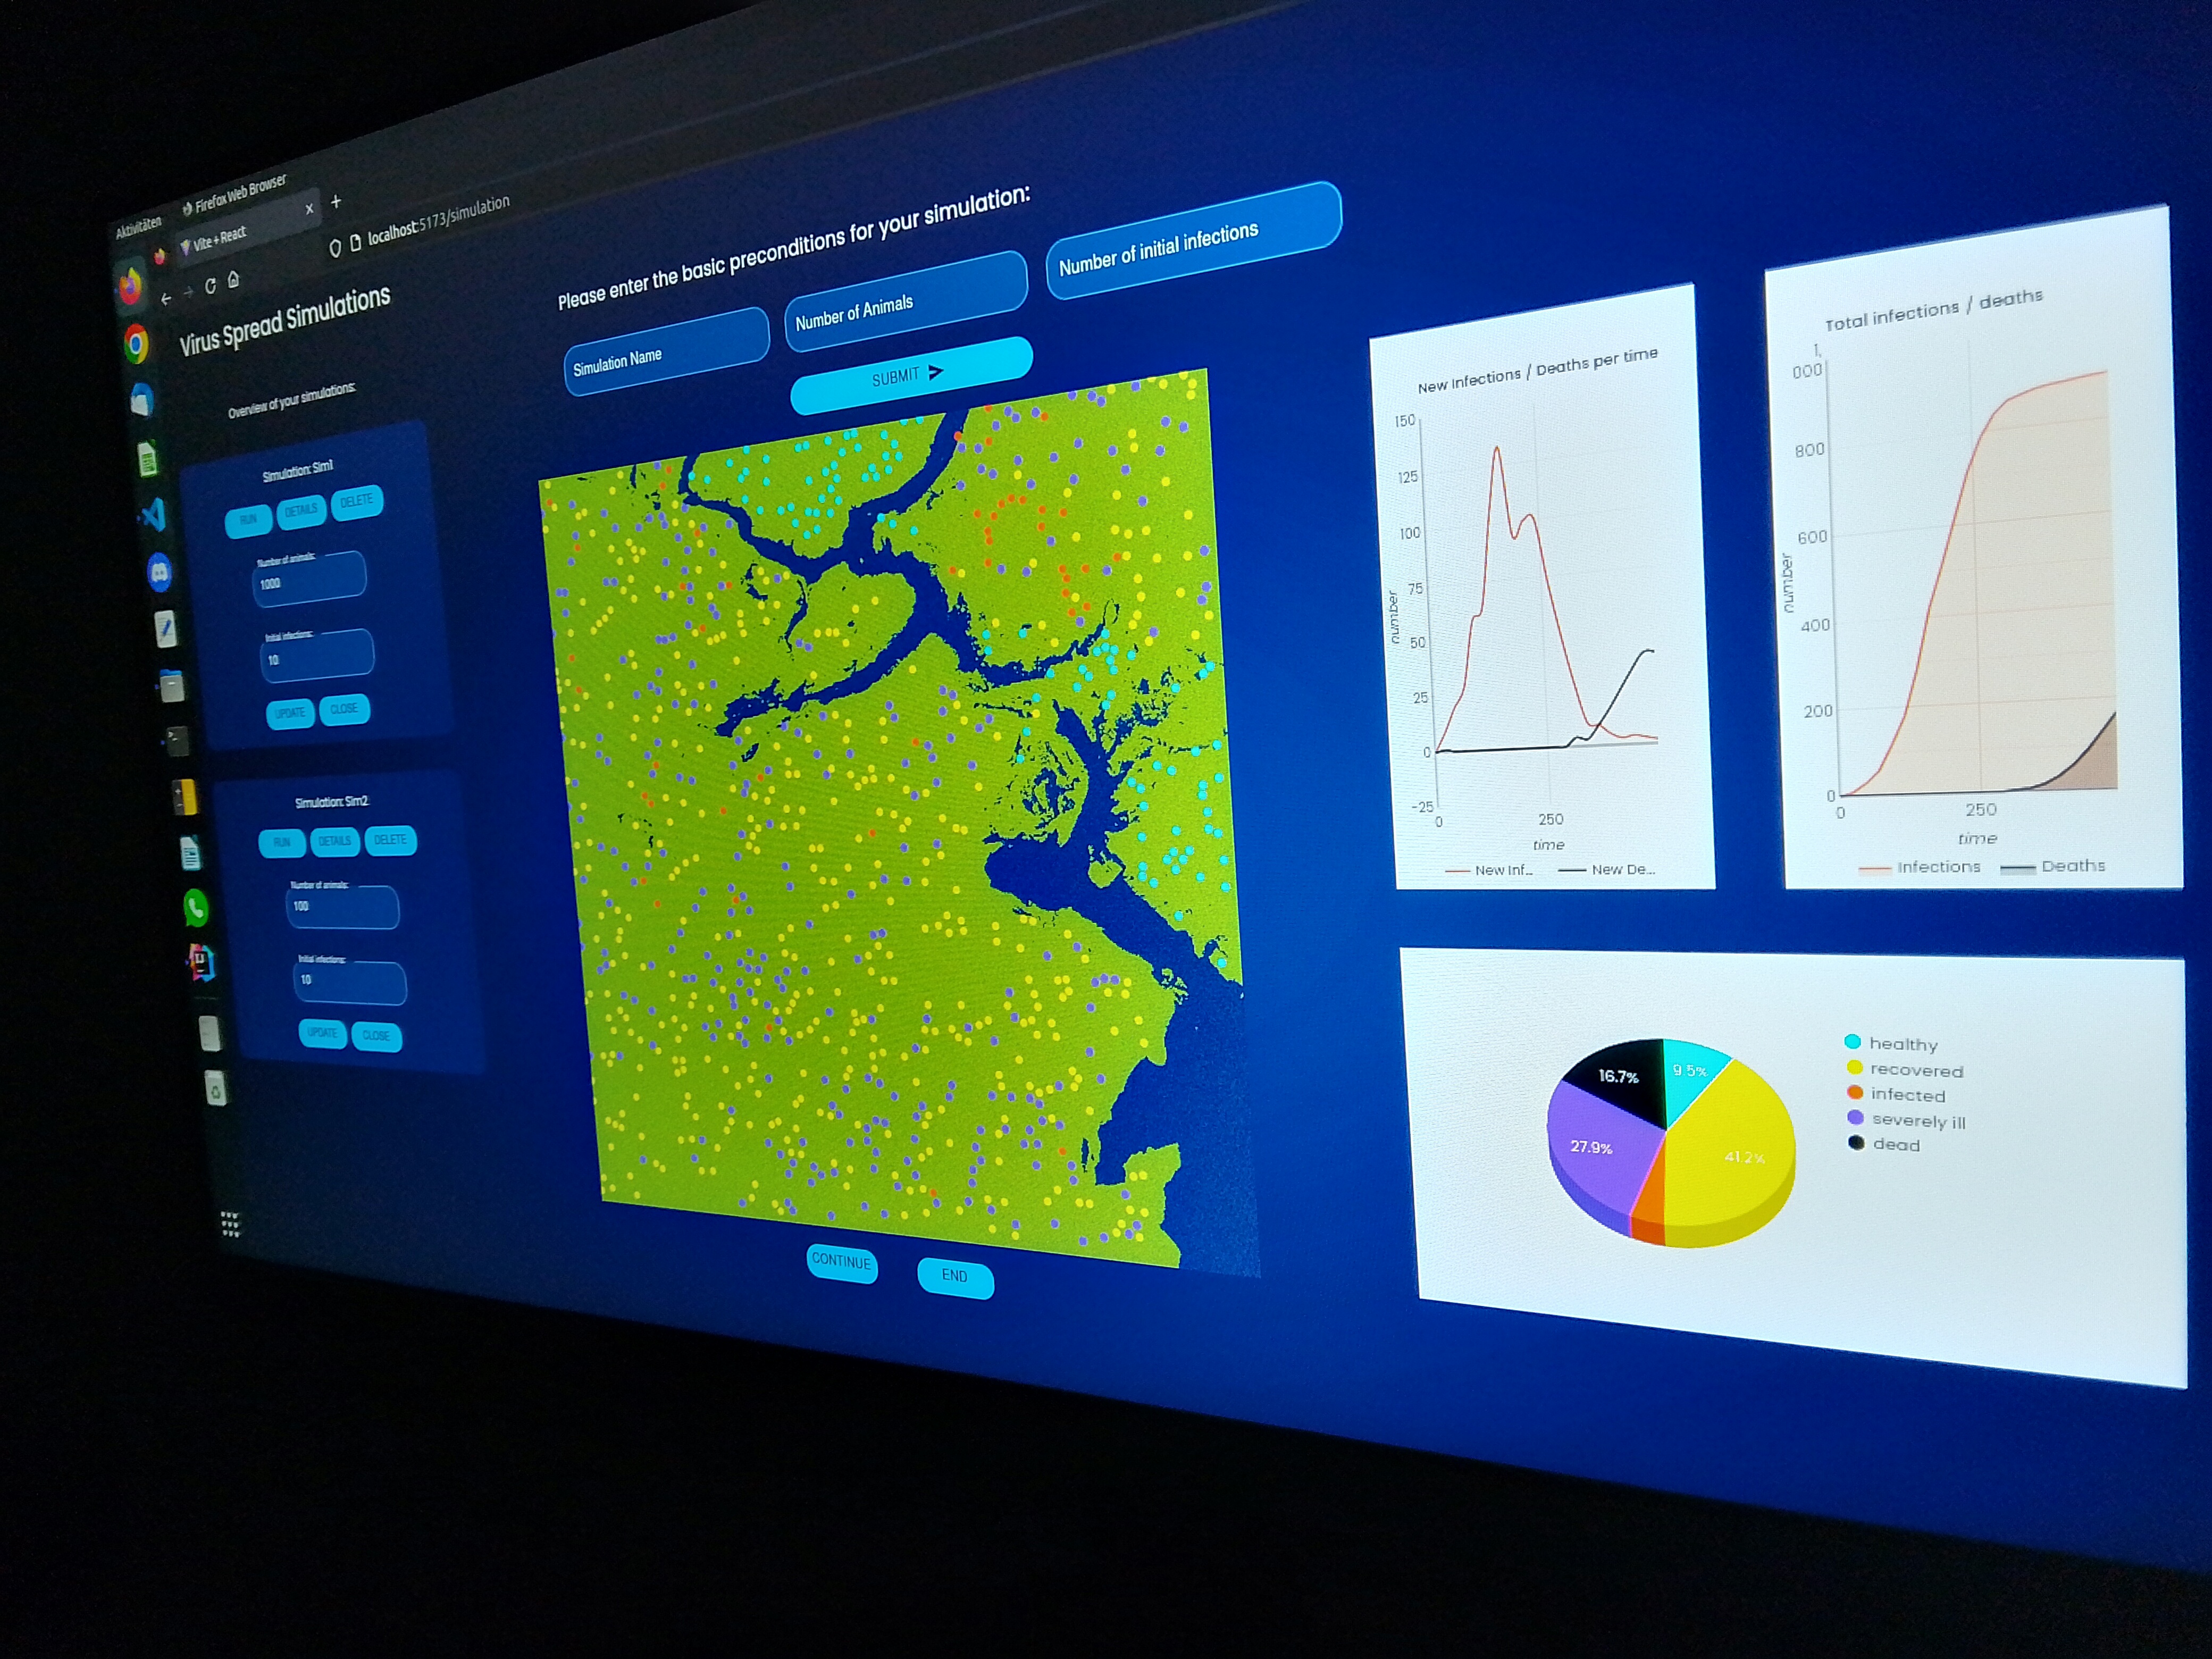 Aktivitäten
Firefox Web Browser
Vite + React
×
+
localhost:5173/simulation
Virus Spread Simulations
Overview of your simulations:
Simulation: Sim1
RUN
DETAILS
DELETE
Number of animals:
1000
Initial infections:
10
UPDATE
CLOSE
Simulation: Sim2
RUN
DETAILS
DELETE
Number of animals:
100
Initial infections:
10
UPDATE
CLOSE
Please enter the basic preconditions for your simulation:
Simulation Name
Number of Animals
Number of initial infections
SUBMIT
CONTINUE
END
New Infections / Deaths per time
150
125
100
75
50
25
0
-25
number
0
250
time
New Inf...
New De...
Total infections / deaths
1,
000
800
600
400
200
0
number
0
250
time
Infections
Deaths
16.7%
9.5%
27.9%
41.2%
healthy
recovered
infected
severely ill
dead